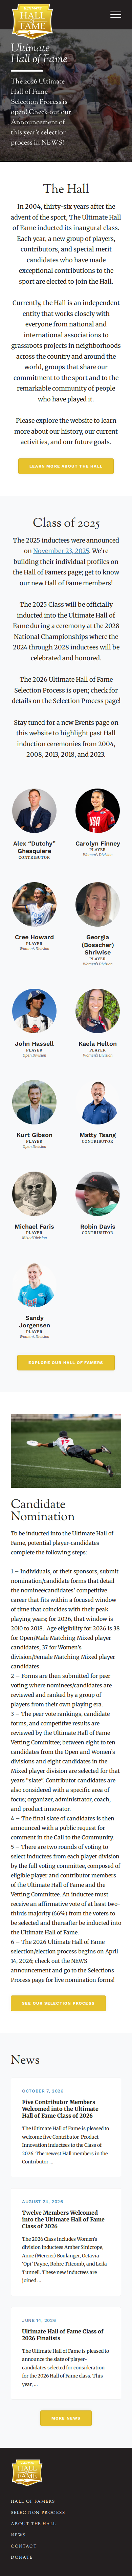 ULTIMATE
HALL OF
FAME
Ultimate
Hall of Fame
The 2026 Ultimate
Hall of Fame
Selection Process is
open! Check out our
Announcement of
this year's selection
process in NEWS!
The Hall
In 2004, thirty-six years after the
advent of the sport, The Ultimate Hall
of Fame inducted its inaugural class.
Each year, a new group of players,
contributors, and special merit
candidates who have made
exceptional contributions to the
sport are elected to join the Hall.
Currently, the Hall is an independent
entity that works closely with
everyone from national and
international associations to
grassroots projects in neighborhoods
across the country and around the
world, groups that share our
commitment to the sport and to the
remarkable community of people
who have played it.
Please explore the website to learn
more about our history, our current
activities, and our future goals.
LEARN MORE ABOUT THE HALL
Class of 2025
The 2025 inductees were announced
on November 23, 2025. We're
building their individual profiles into
the Hall of Famers page; get to know
our new Hall of Fame members!
The 2025 Class will be officially
inducted into the Ultimate Hall of
Fame during a ceremony at the 2028
National Championships where the
2024 through 2028 inductees will be
celebrated and honored.
The 2026 Ultimate Hall of Fame
Selection Process is open; check for
details on the Selection Process page!
Stay tuned for a new Events page on
this website to highlight past Hall
induction ceremonies from 2004,
2008, 2013, 2018, and 2023.
Alex "Dutchy"
Ghesquiere
CONTRIBUTOR
Carolyn Finney
PLAYER
Women's Division
Cree Howard
PLAYER
Women's Division
Georgia
(Bosscher)
Shriwise
PLAYER
Women's Division
John Hassell
PLAYER
Open Division
Kaela Helton
PLAYER
Women's Division
Kurt Gibson
PLAYER
Open Division
Matty Tsang
CONTRIBUTOR
Michael Faris
PLAYER
Mixed Division
Robin Davis
CONTRIBUTOR
Sandy
Jorgensen
PLAYER
Women's Division
EXPLORE OUR HALL OF FAMERS
Candidate
Nomination
To be inducted into the Ultimate Hall of
Fame, potential player-candidates
complete the following steps:
1 – Individuals, or their sponsors, submit
nomination/candidate forms that detail
the nominee/candidates' competitive
career that fits within a focused window
of time that coincides with their peak
playing years; for 2026, that window is
2010 to 2018. Age eligibility for 2026 is 38
for Open/Male Matching Mixed player
candidates, 37 for Women's
division/Female Matching Mixed player
candidates.
2 – Forms are then submitted for peer
voting where nominees/candidates are
reviewed and ranked by a group of
players from their own playing era.
3 – The peer vote rankings, candidate
forms, and competitive results are
reviewed by the Ultimate Hall of Fame
Vetting Committee; between eight to ten
candidates from the Open and Women's
divisions and eight candidates in the
Mixed player division are selected for that
years "slate". Contributor candidates are
also considered with a specific area of
focus; organizer, administrator, coach,
and product innovator.
4 – The final slate of candidates is then
announced with a public request for
comment in the Call to the Community.
5 – There are two rounds of voting to
select inductees from each player division
by the full voting committee, composed of
eligible player and contributor members
of the Ultimate Hall of Fame and the
Vetting Committee. An inductee must
receive an affirmative vote of at least two-
thirds majority (66%) from the voters to
be selected and heralded for induction into
the Ultimate Hall of Fame.
6 – The 2026 Ultimate Hall of Fame
selection/election process begins on April
14, 2026; check out the NEWS
announcement and go to the Selections
Process page for live nomination forms!
SEE OUR SELECTION PROCESS
News
OCTOBER 7, 2026
Five Contributor Members
Welcomed into the Ultimate
Hall of Fame Class of 2026
The Ultimate Hall of Fame is pleased to
welcome five Contributor-Product
Innovation inductees to the Class of
2026. The newest Hall members in the
Contributor ...
AUGUST 24, 2026
Twelve Members Welcomed
into the Ultimate Hall of Fame
Class of 2026
The 2026 Class includes Women's
division inductees Amber Sinicrope,
Anne (Mercier) Boulanger, Octavia
'Opi' Payne, Rohre Titcomb, and Leila
Tunnell. These new inductees are
joined ...
JUNE 14, 2026
Ultimate Hall of Fame Class of
2026 Finalists
The Ultimate Hall of Fame is pleased to
announce the slate of player-
candidates selected for consideration
for the 2026 Hall of Fame class. This
year, ...
MORE NEWS
ULTIMATE
HALL OF
FAME
HALL OF FAMERS
SELECTION PROCESS
ABOUT THE HALL
NEWS
CONTACT
DONATE